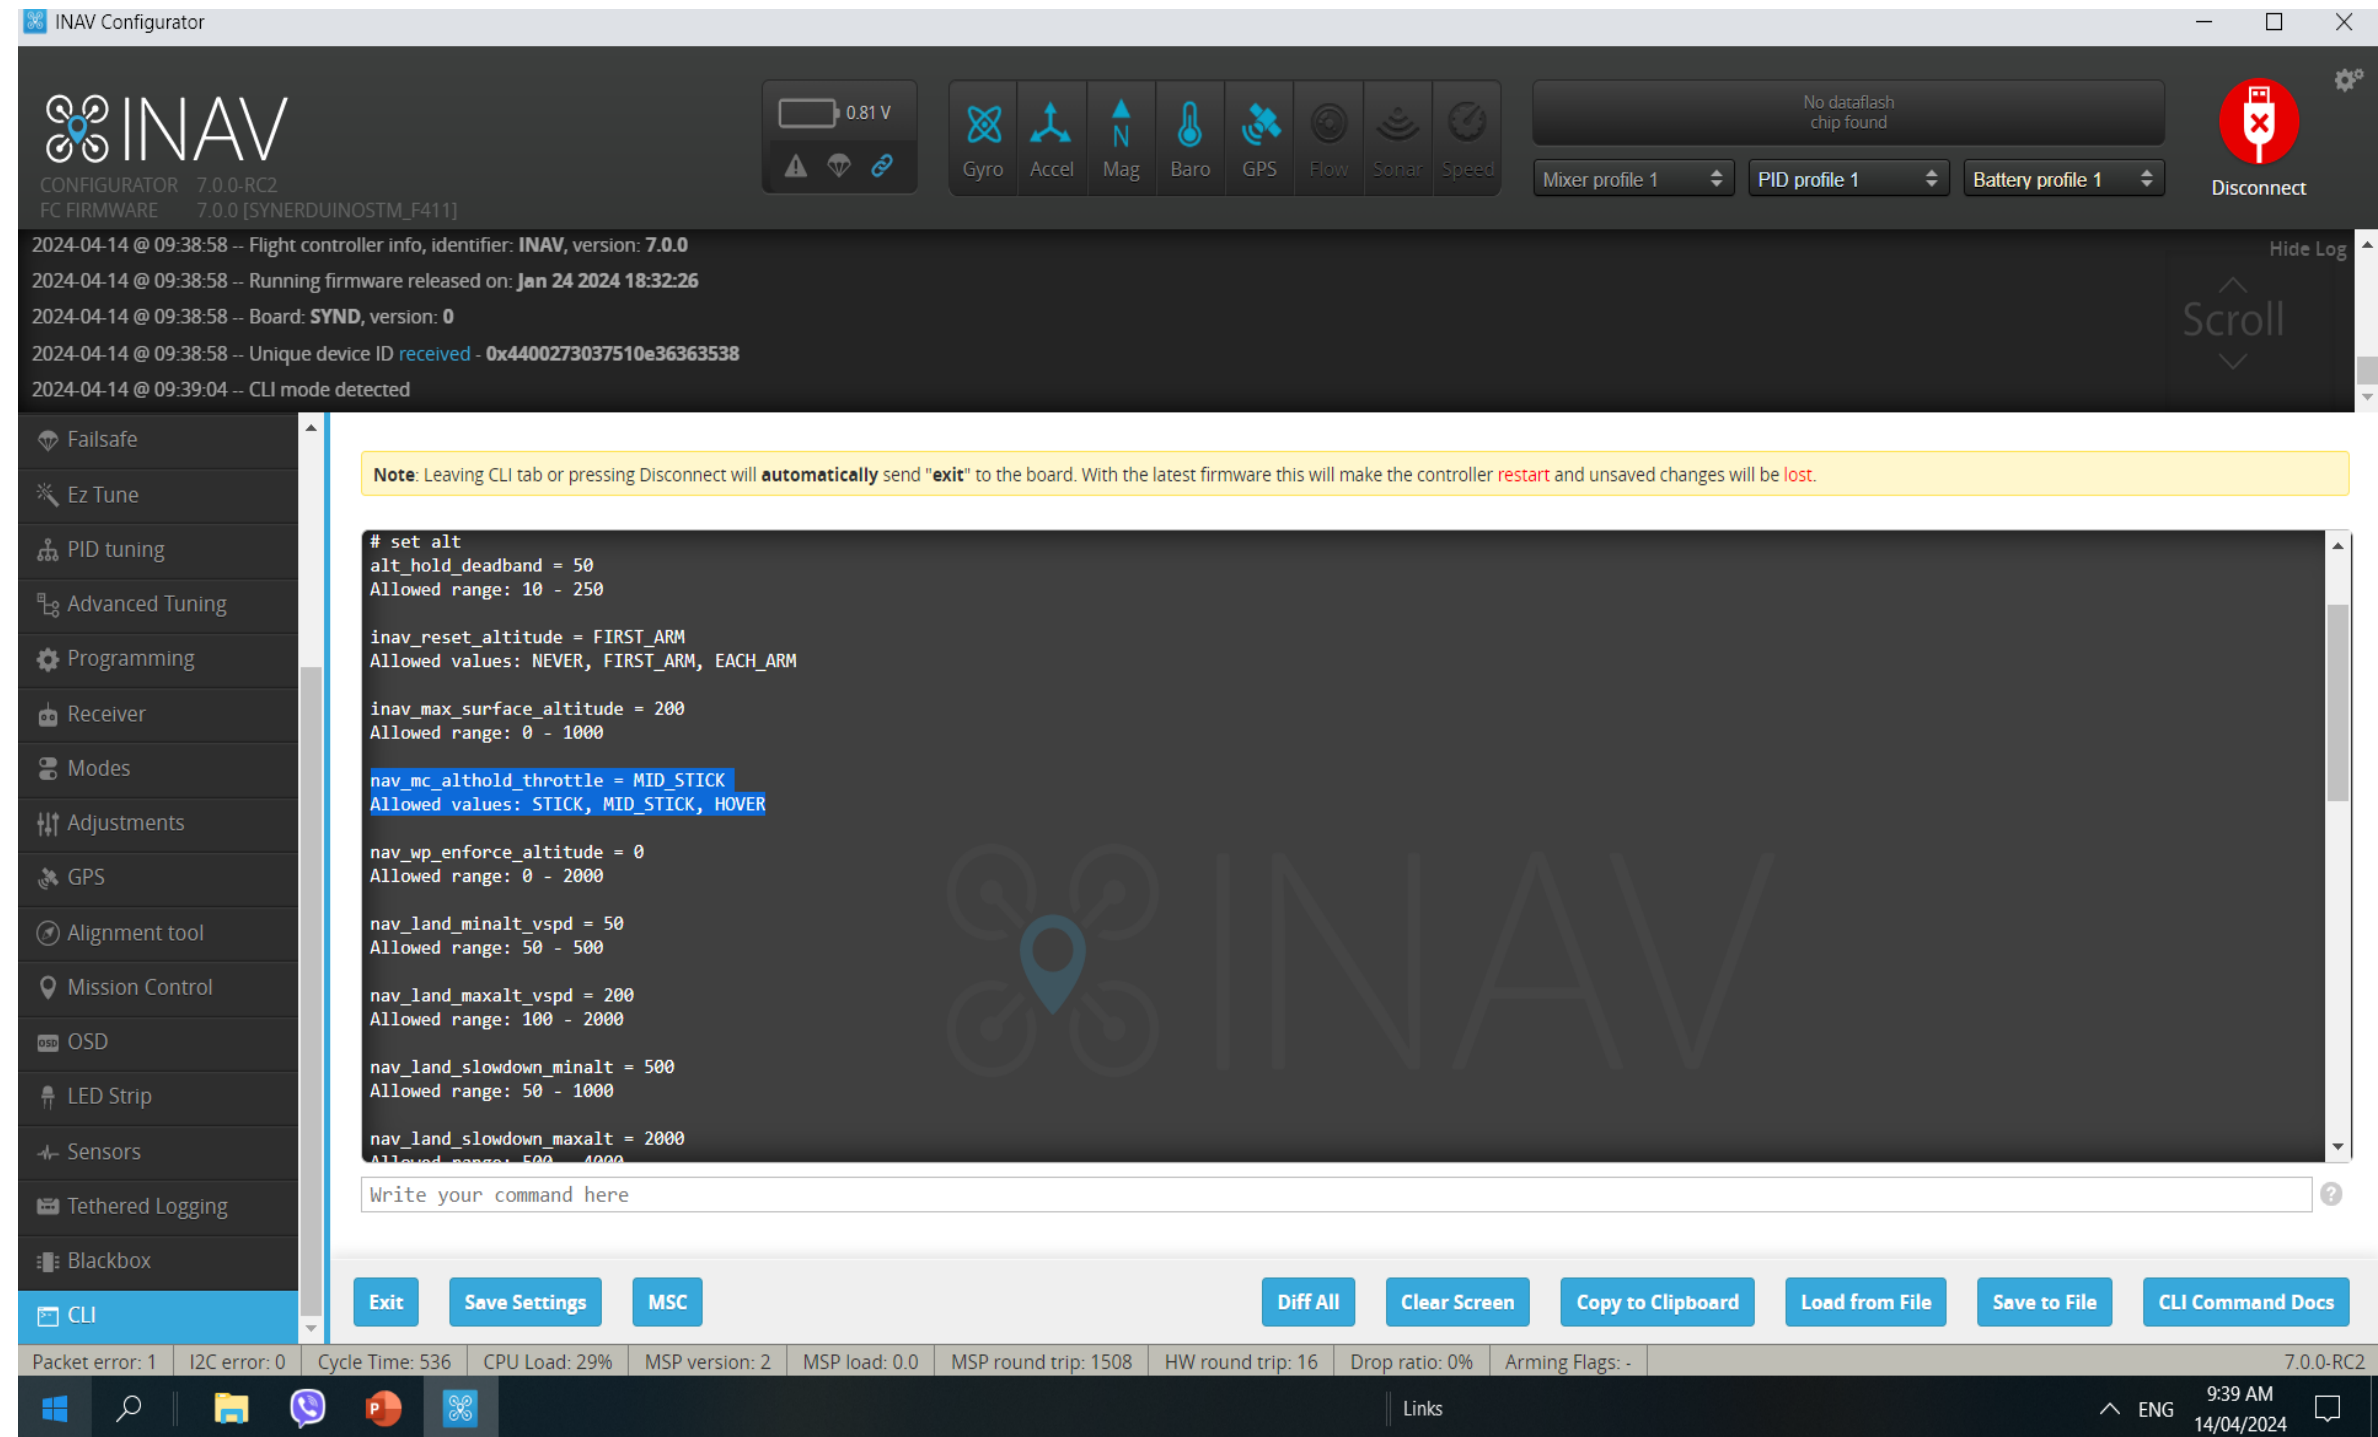 INAV Configurator
INAV
CONFIGURATOR 7.0.0-RC2
FC FIRMWARE 7.0.0 [SYNERDUINOSTM_F411]
0.81 V
Gyro
Accel
N
Mag
Baro
GPS
Flow
Sonar
Speed
No dataflash
chip found
Mixer profile 1
PID profile 1
Battery profile 1
Disconnect
2024-04-14 @ 09:38:58 -- Flight controller info, identifier: INAV, version: 7.0.0
2024-04-14 @ 09:38:58 -- Running firmware released on: Jan 24 2024 18:32:26
2024-04-14 @ 09:38:58 -- Board: SYND, version: 0
2024-04-14 @ 09:38:58 -- Unique device ID received - 0x4400273037510e36363538
2024-04-14 @ 09:39:04 -- CLI mode detected
Hide Log
Scroll
Failsafe
Ez Tune
PID tuning
Advanced Tuning
Programming
Receiver
Modes
Adjustments
GPS
Alignment tool
Mission Control
OSD OSD
LED Strip
Sensors
Tethered Logging
Blackbox
CLI
Note: Leaving CLI tab or pressing Disconnect will automatically send "exit" to the board. With the latest firmware this will make the controller restart and unsaved changes will be lost.
# set alt
alt_hold_deadband = 50
Allowed range: 10 - 250
inav_reset_altitude = FIRST_ARM
Allowed values: NEVER, FIRST_ARM, EACH_ARM
inav_max_surface_altitude = 200
Allowed range: 0 - 1000
nav_mc_althold_throttle = MID_STICK
Allowed values: STICK, MID_STICK, HOVER
nav_wp_enforce_altitude = 0
Allowed range: 0 - 2000
nav_land_minalt_vspd = 50
Allowed range: 50 - 500
nav_land_maxalt_vspd = 200
Allowed range: 100 - 2000
nav_land_slowdown_minalt = 500
Allowed range: 50 - 1000
nav_land_slowdown_maxalt = 2000
Allowed range: 500 - 4000
INAV
Write your command here
Exit
Save Settings
MSC
Diff All
Clear Screen
Copy to Clipboard
Load from File
Save to File
CLI Command Docs
Packet error: 1
I2C error: 0
Cycle Time: 536
CPU Load: 29%
MSP version: 2
MSP load: 0.0
MSP round trip: 1508
HW round trip: 16
Drop ratio: 0%
Arming Flags: -
7.0.0-RC2
Links
ENG
9:39 AM
14/04/2024